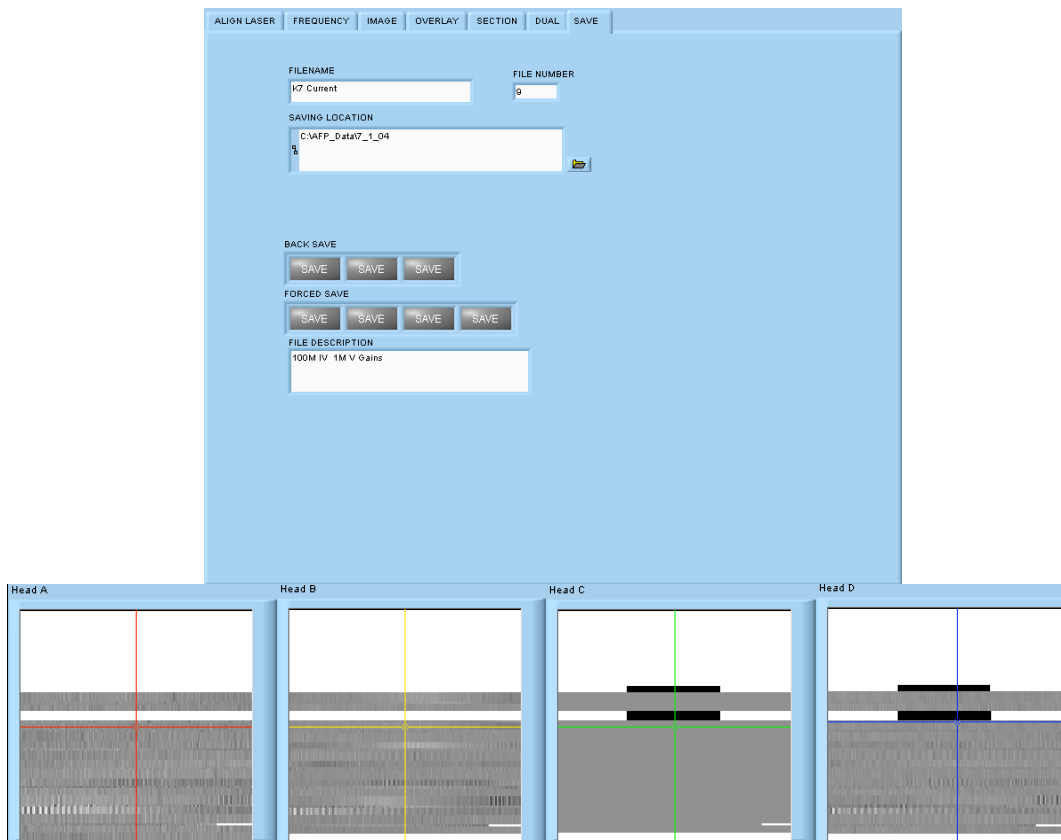 ALIGN LASER FREQUENCY IMAGE OVERLAY SECTION DUAL SAVE
FILENAME
K7 Current
FILE NUMBER
9
SAVING LOCATION
C:\AFP_Data\7_1_04
BACK SAVE
SAVE SAVE SAVE
FORCED SAVE
SAVE SAVE SAVE SAVE
FILE DESCRIPTION
100M IV 1M V Gains
Head A Head B Head C Head D